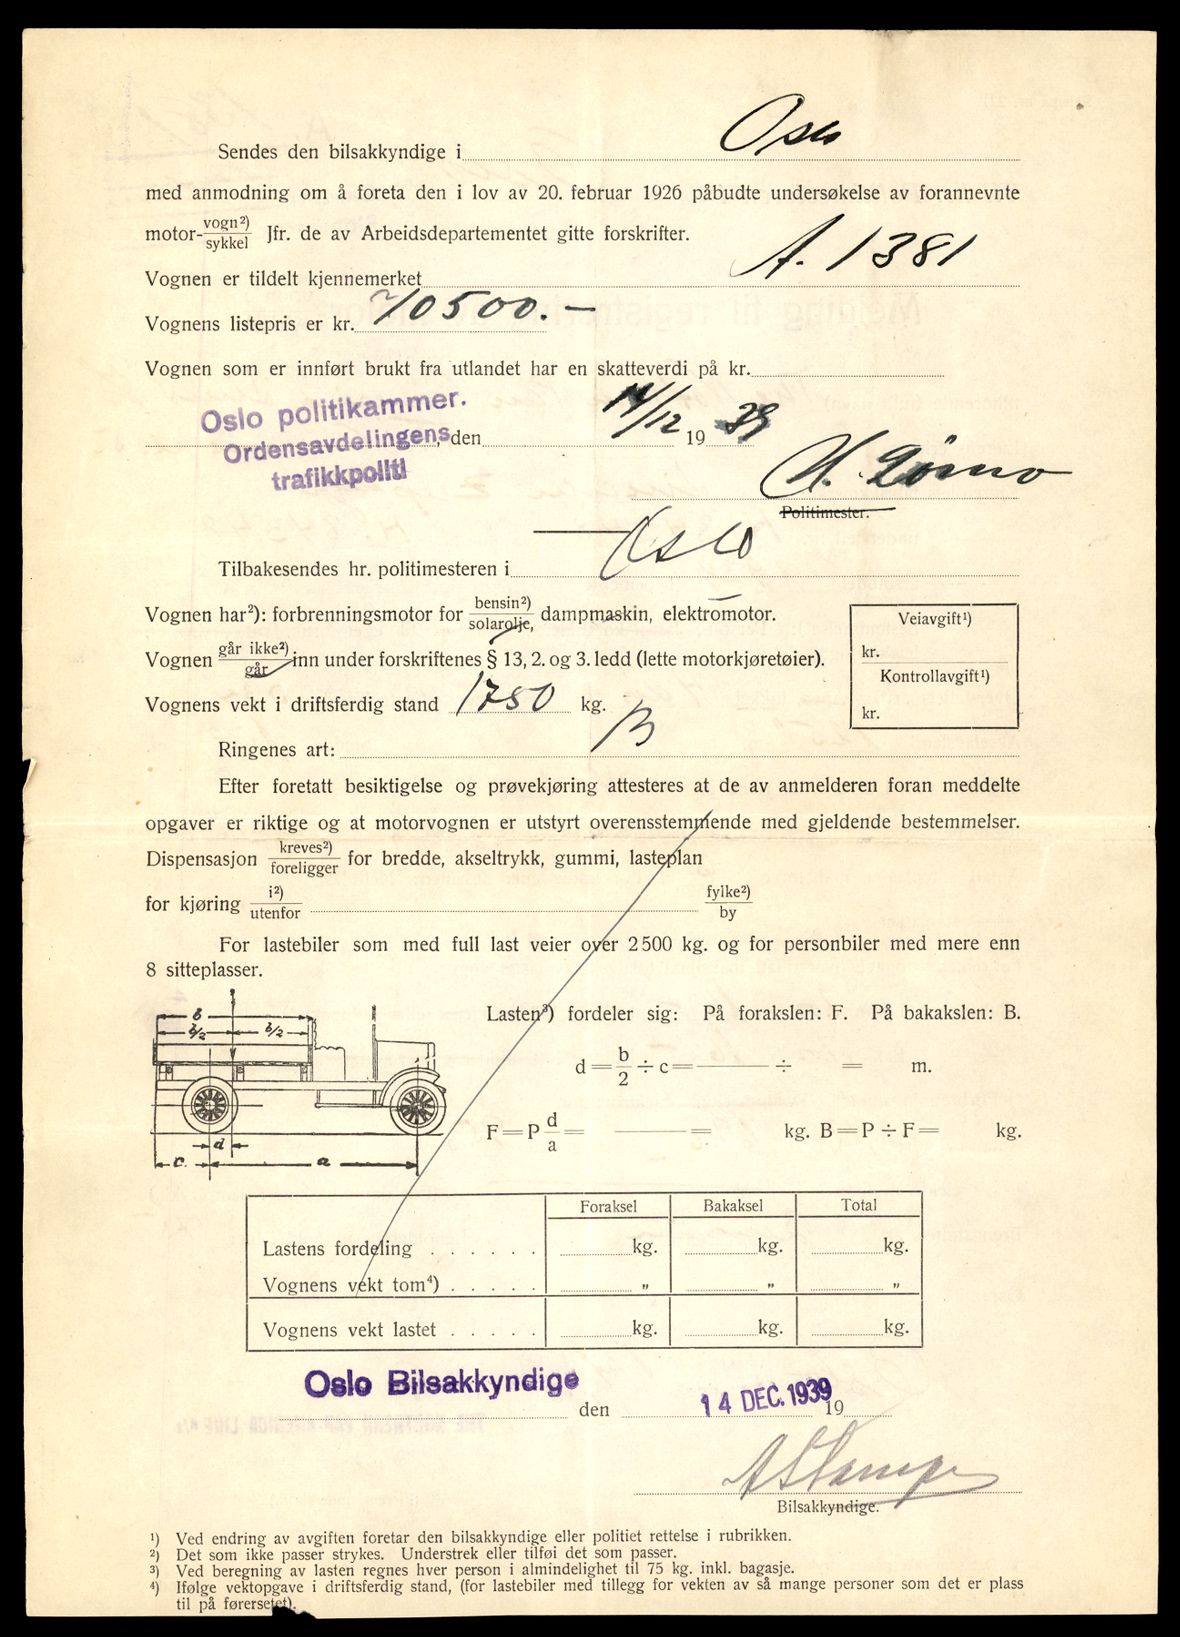 Sendes den bilsakkyndige i Oslo
med anmodning om å foreta den i lov av 20. februar 1926 påbudte undersøkelse av forannevnte
motor- vogn²) / sykkel Jfr. de av Arbeidsdepartementet gitte forskrifter.
Vognen er tildelt kjennemerket A. 1381
Vognens listepris er kr. 10500.-
Vognen som er innført brukt fra utlandet har en skatteverdi på kr.
Oslo politikammer.
Ordensavdelingens
trafikkpoliti
, den 14/12 19 39
H.
Politimester.
Oslo
Tilbakesendes hr. politimesteren i
Vognen har²): forbrenningsmotor for bensin²) / solarolje, dampmaskin, elektromotor.
Vognen går ikke²) / går inn under forskriftenes § 13, 2. og 3. ledd (lette motorkjøretøier).
Vognens vekt i driftsferdig stand 1750 kg.
Veiavgift¹)
kr.
Kontrollavgift¹)
kr.
Ringenes art: B
Efter foretatt besiktigelse og prøvekjøring attesteres at de av anmelderen foran meddelte
opgaver er riktige og at motorvognen er utstyrt overensstemmende med gjeldende bestemmelser.
Dispensasjon kreves²) / foreligger for bredde, akseltrykk, gummi, lasteplan
for kjøring i²) / utenfor fylke²) / by
For lastebiler som med full last veier over 2500 kg. og for personbiler med mere enn
8 sitteplasser.
b
b/2 b/2
d
c. a
Lasten³) fordeler sig: På forakslen: F. På bakakslen: B.
d = b/2 ÷ c = ——— ÷ = m.
F = P d/a = ——— = kg. B = P ÷ F = kg.
Foraksel Bakaksel Total
Lastens fordeling . . . . . . kg. kg. kg.
Vognens vekt tom⁴) . . . . . „ „ „
Vognens vekt lastet . . . . . kg. kg. kg.
Oslo Bilsakkyndige
den 14 DEC. 1939 19
Bilsakkyndige.
¹) Ved endring av avgiften foretar den bilsakkyndige eller politiet rettelse i rubrikken.
²) Det som ikke passer strykes. Understrek eller tilføi det som passer.
³) Ved beregning av lasten regnes hver person i almindelighet til 75 kg. inkl. bagasje.
⁴) Ifølge vektopgave i driftsferdig stand, (for lastebiler med tillegg for vekten av så mange personer som det er plass
til på førersetet).